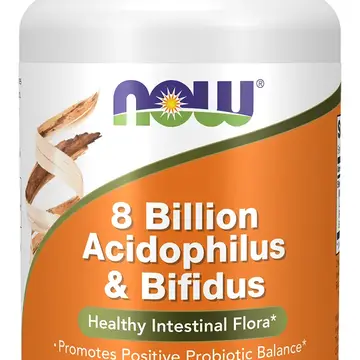 now®
8 Billion
Acidophilus
& Bifidus
Healthy Intestinal Flora*
•Promotes Positive Probiotic Balance*